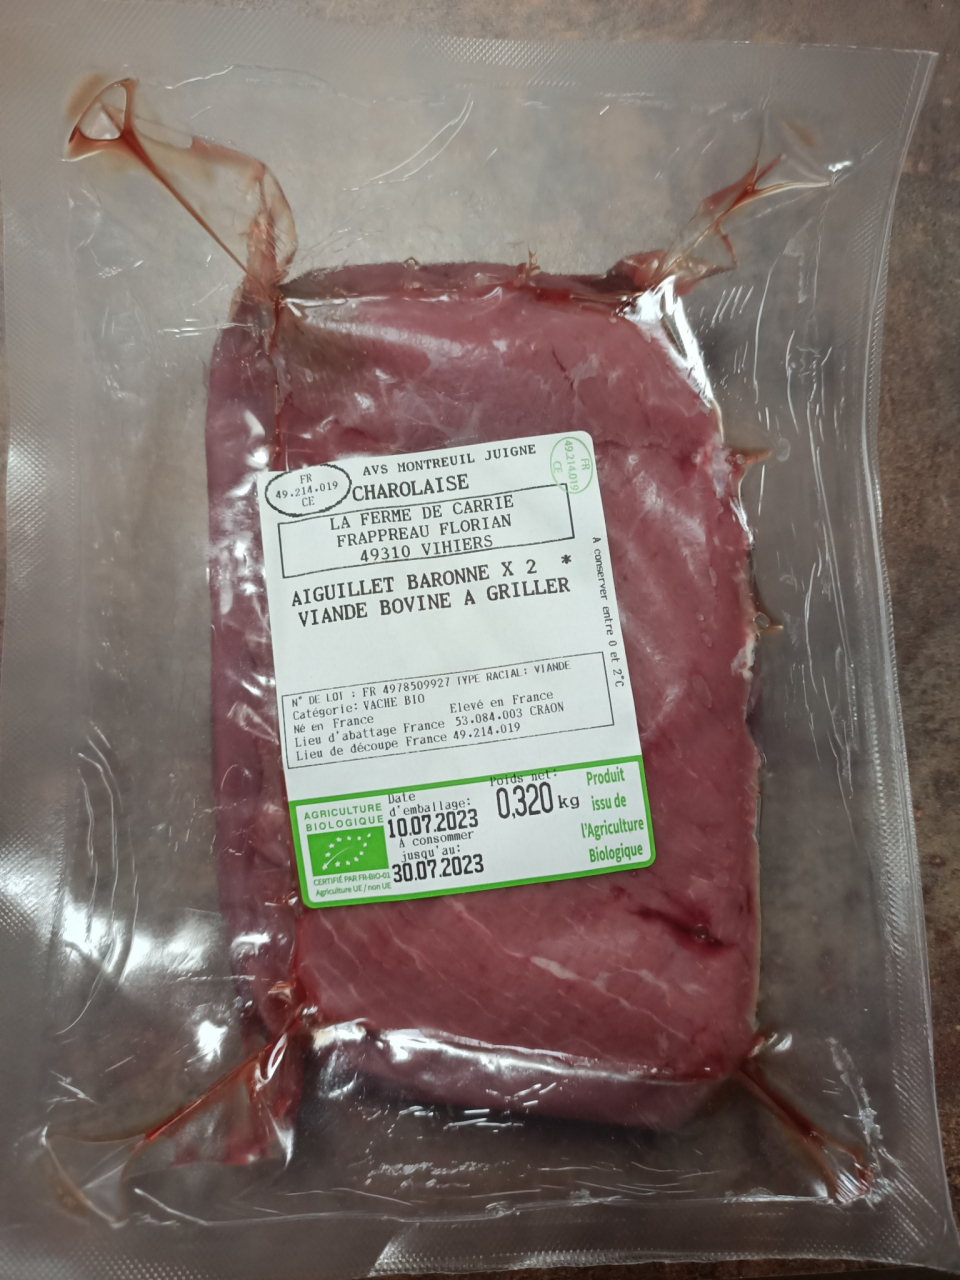 FR
49.214.019
CE
AVS MONTREUIL JUIGNE
CHAROLAISE
FR
49.214.019
CE
LA FERME DE CARRIE
FRAPPREAU FLORIAN
49310 VIHIERS
AIGUILLET BARONNE X 2 *
VIANDE BOVINE A GRILLER
A conserver entre 0 et 2°C
N° DE LOT : FR 4978509927 TYPE RACIAL: VIANDE
Catégorie: VACHE BIO
Né en France Elevé en France
Lieu d'abattage France 53.084.003 CRAON
Lieu de découpe France 49.214.019
AGRICULTURE
BIOLOGIQUE
CERTIFIÉ PAR FR-BIO-01
Agriculture UE / non UE
Date
d'emballage:
10.07.2023
A consommer
jusqu'au:
30.07.2023
Poids net:
0,320 kg
Produit
issu de
l'Agriculture
Biologique